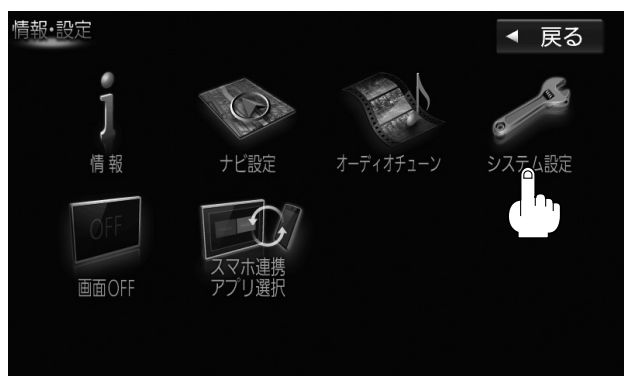 情報・設定
◀ 戻る
情報
ナビ設定
オーディオチューン
システム設定
OFF
画面OFF
スマホ連携
アプリ選択